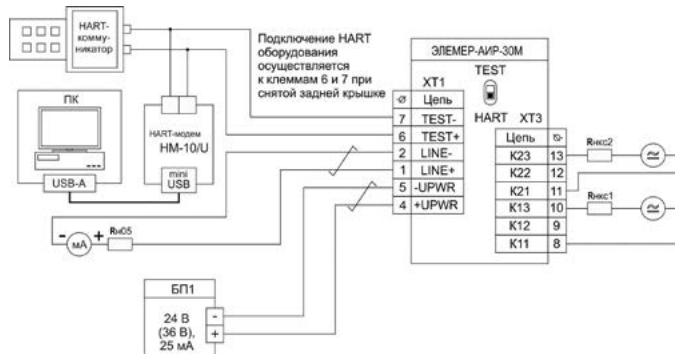 HART-
комму-
никатор
Подключение HART
оборудования
осуществляется
к клеммам 6 и 7 при
снятой задней крышке
ПК
USB-A
HART-модем
HM-10/U
mini
USB
- мА + Rн05
БП1
24 В
(36 В),
25 мА
-
+
ЭЛЕМЕР-АИР-30М
TEST
HART
XT1
Ø Цепь
7 TEST-
6 TEST+
2 LINE-
1 LINE+
5 -UPWR
4 +UPWR
XT3
Цепь Ø
K23 13
K22 12
K21 11
K13 10
K12 9
K11 8
Rнкс2
Rнкс1